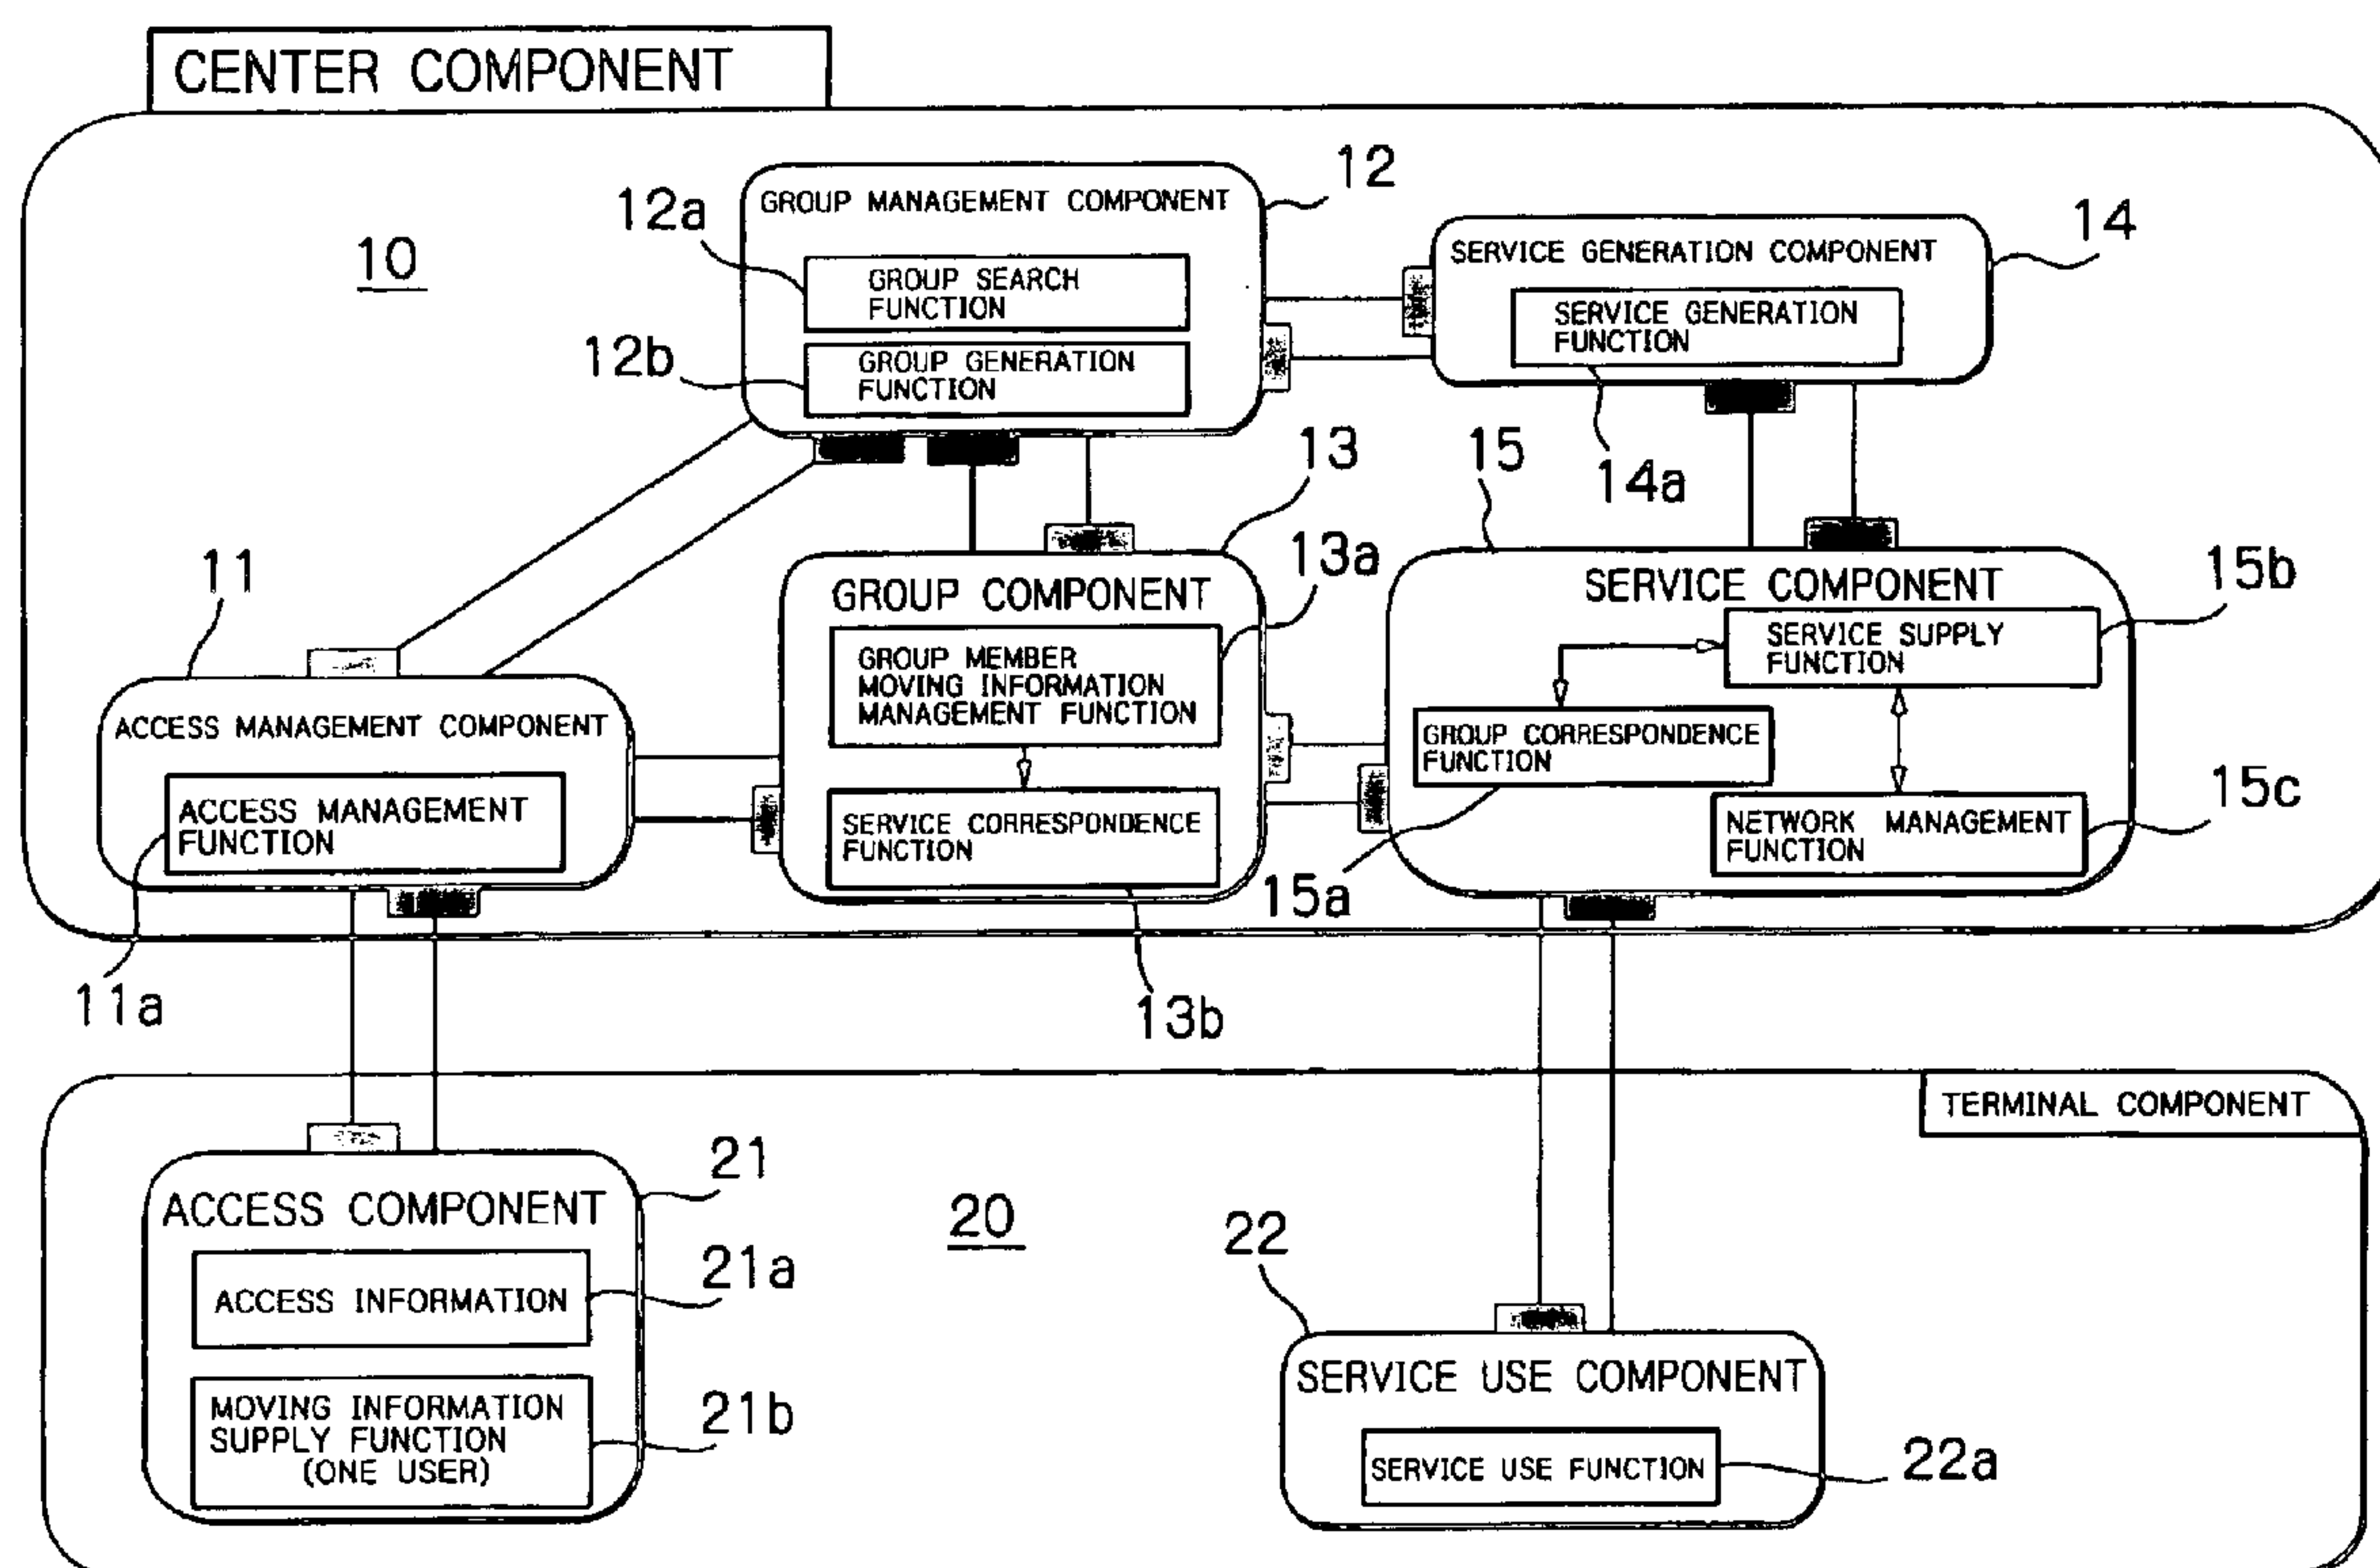 CENTER COMPONENT
10
12
GROUP MANAGEMENT COMPONENT
12a
GROUP SEARCH
FUNCTION
12b
GROUP GENERATION
FUNCTION
14
SERVICE GENERATION COMPONENT
SERVICE GENERATION
FUNCTION
14a
11
ACCESS MANAGEMENT COMPONENT
ACCESS MANAGEMENT
FUNCTION
11a
13
GROUP COMPONENT
13a
GROUP MEMBER
MOVING INFORMATION
MANAGEMENT FUNCTION
SERVICE CORRESPONDENCE
FUNCTION
13b
15
SERVICE COMPONENT
15b
SERVICE SUPPLY
FUNCTION
GROUP CORRESPONDENCE
FUNCTION
15a
15c
NETWORK MANAGEMENT
FUNCTION
TERMINAL COMPONENT
20
21
ACCESS COMPONENT
21a
ACCESS INFORMATION
21b
MOVING INFORMATION
SUPPLY FUNCTION
(ONE USER)
22
SERVICE USE COMPONENT
SERVICE USE FUNCTION
22a